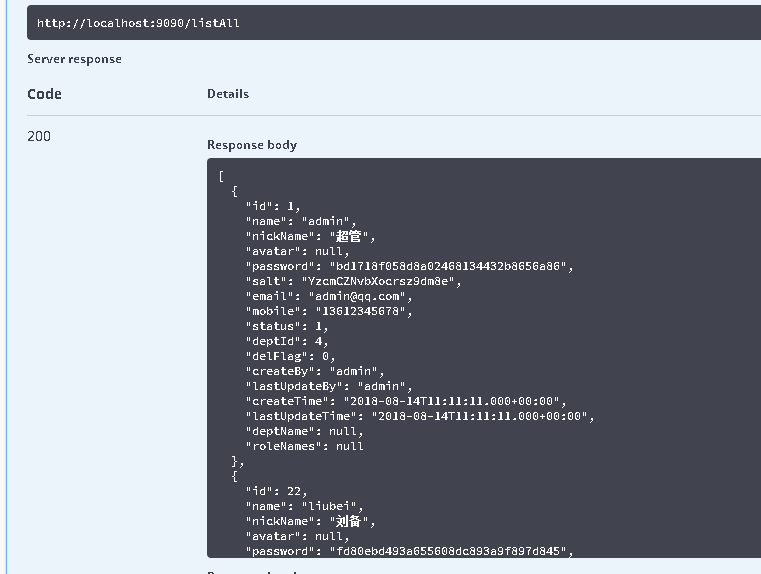 http://localhost:9090/listAll
Server response
Code Details
200
Response body
[
  {
    "id": 1,
    "name": "admin",
    "nickName": "超管",
    "avatar": null,
    "password": "bd1718f058d8a02468134432b8656a86",
    "salt": "YzcmCZNvbXocrsz9dm8e",
    "email": "admin@qq.com",
    "mobile": "13612345678",
    "status": 1,
    "deptId": 4,
    "delFlag": 0,
    "createBy": "admin",
    "lastUpdateBy": "admin",
    "createTime": "2018-08-14T11:11:11.000+00:00",
    "lastUpdateTime": "2018-08-14T11:11:11.000+00:00",
    "deptName": null,
    "roleNames": null
  },
  {
    "id": 22,
    "name": "liubei",
    "nickName": "刘备",
    "avatar": null,
    "password": "fd80ebd493a655608dc893a9f897d845",